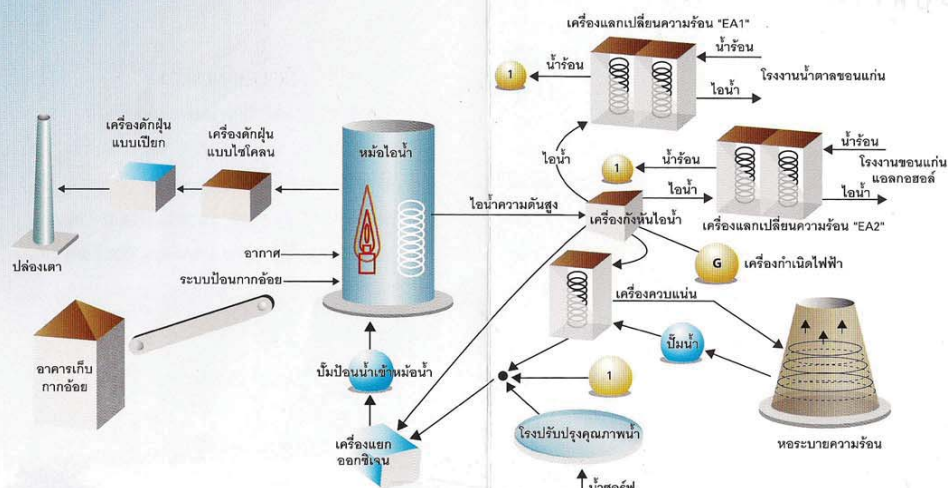 เครื่องแลกเปลี่ยนความร้อน "EA1"
น้ำร้อน
1
น้ำร้อน
โรงงานน้ำตาลขอนแก่น
ไอน้ำ
เครื่องดักฝุ่น
แบบเปียก
เครื่องดักฝุ่น
แบบไซโคลน
หม้อไอน้ำ
ไอน้ำ
1
น้ำร้อน
น้ำร้อน
โรงงานขอนแก่น
แอลกอฮอล์
ไอน้ำ
ไอน้ำ
ไอน้ำความดันสูง
เครื่องกังหันไอน้ำ
เครื่องแลกเปลี่ยนความร้อน "EA2"
ปล่องเตา
อากาศ
ระบบป้อนกากอ้อย
G
เครื่องกำเนิดไฟฟ้า
เครื่องควบแน่น
อาคารเก็บ
กากอ้อย
ปั๊มน้ำ
ปั๊มป้อนน้ำเข้าหม้อน้ำ
1
เครื่องแยก
ออกซิเจน
โรงปรับปรุงคุณภาพน้ำ
หอระบายความร้อน